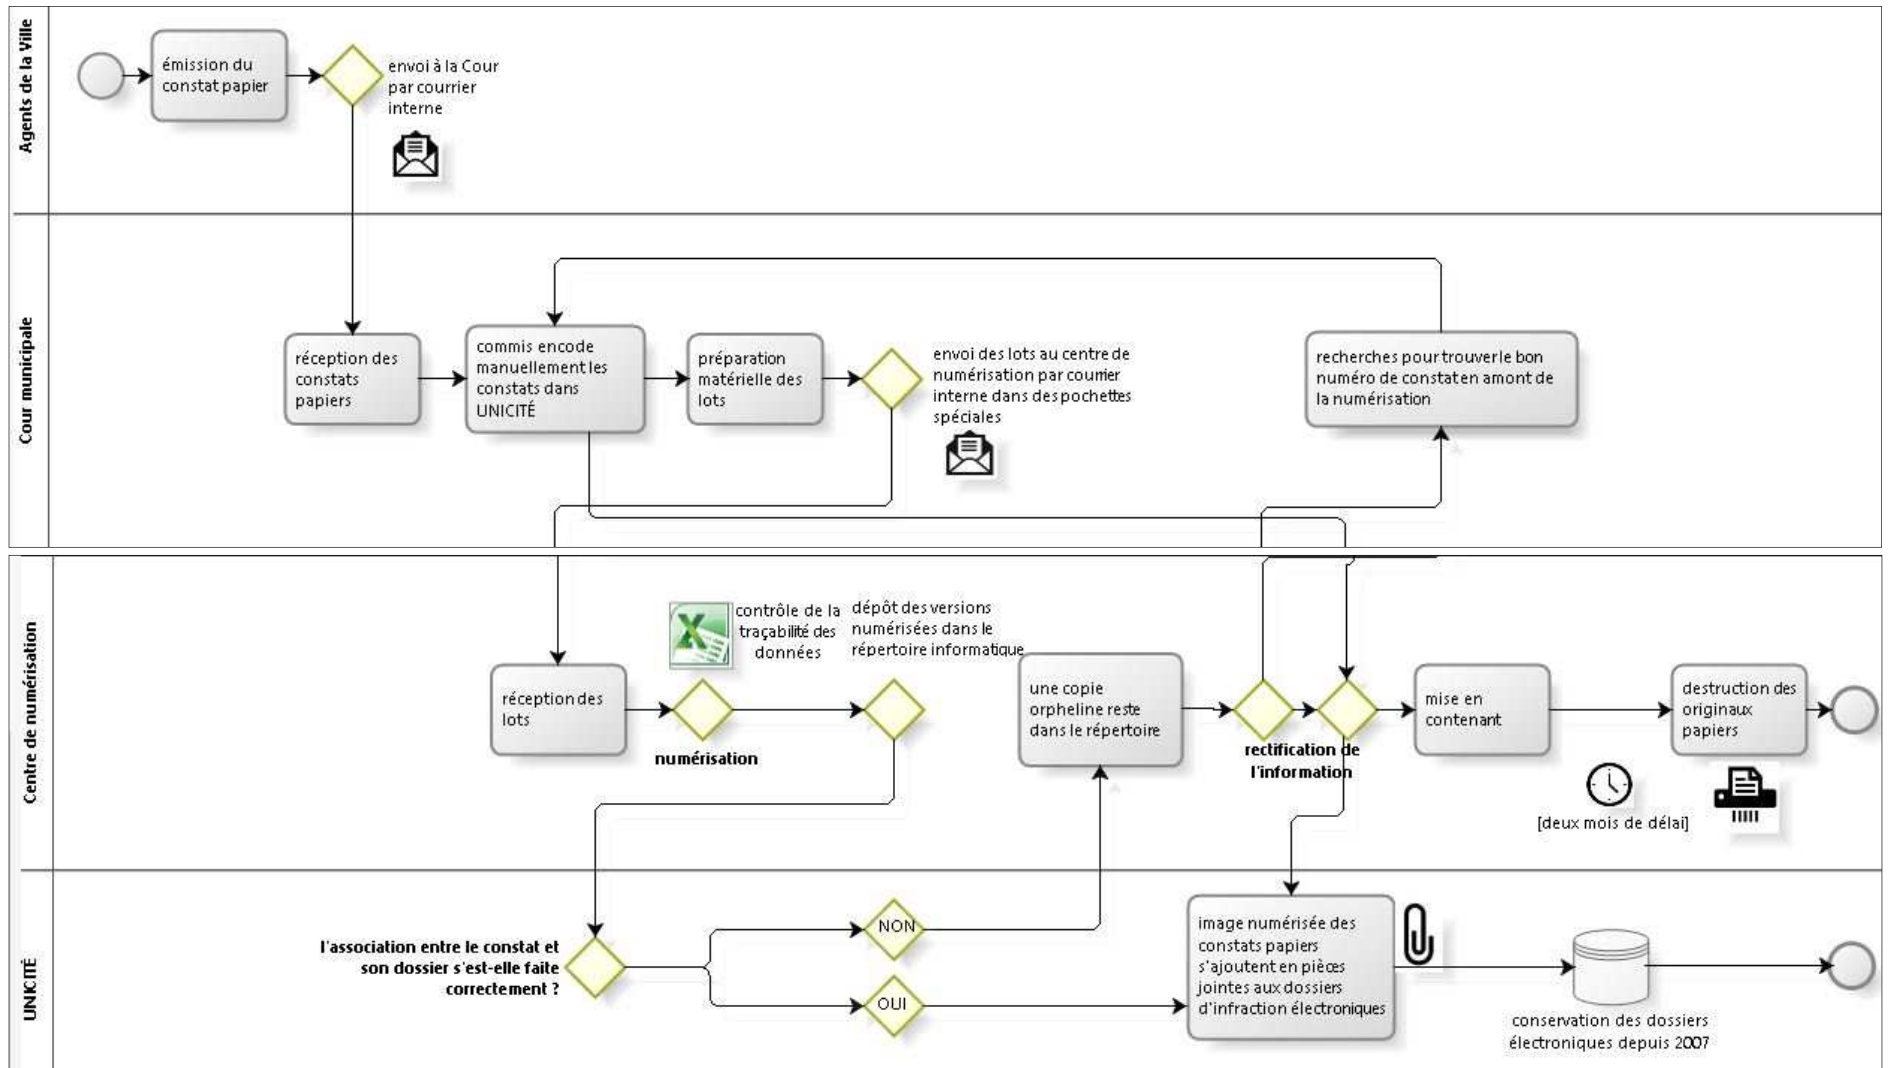 Agents de la Ville
émission du
constat papier
envoi à la Cour
par courrier
interne
Cour municipale
réception des
constats
papiers
commis encode
manuellement les
constats dans
UNICITÉ
préparation
matérielle des
lots
envoi des lots au centre de
numérisation par courrier
interne dans des pochettes
spéciales
recherches pour trouver le bon
numéro de constat en amont de
la numérisation
Centre de numérisation
réception des
lots
contrôle de la
traçabilité des
données
numérisation
dépôt des versions
numérisées dans le
répertoire informatique
une copie
orpheline reste
dans le répertoire
rectification de
l'information
mise en
contenant
[deux mois de délai]
destruction des
originaux
papiers
UNICITÉ
l'association entre le constat et
son dossier s'est-elle faite
correctement ?
NON
OUI
image numérisée des
constats papiers
s'ajoutent en pièces
jointes aux dossiers
d'infraction électroniques
conservation des dossiers
électroniques depuis 2007